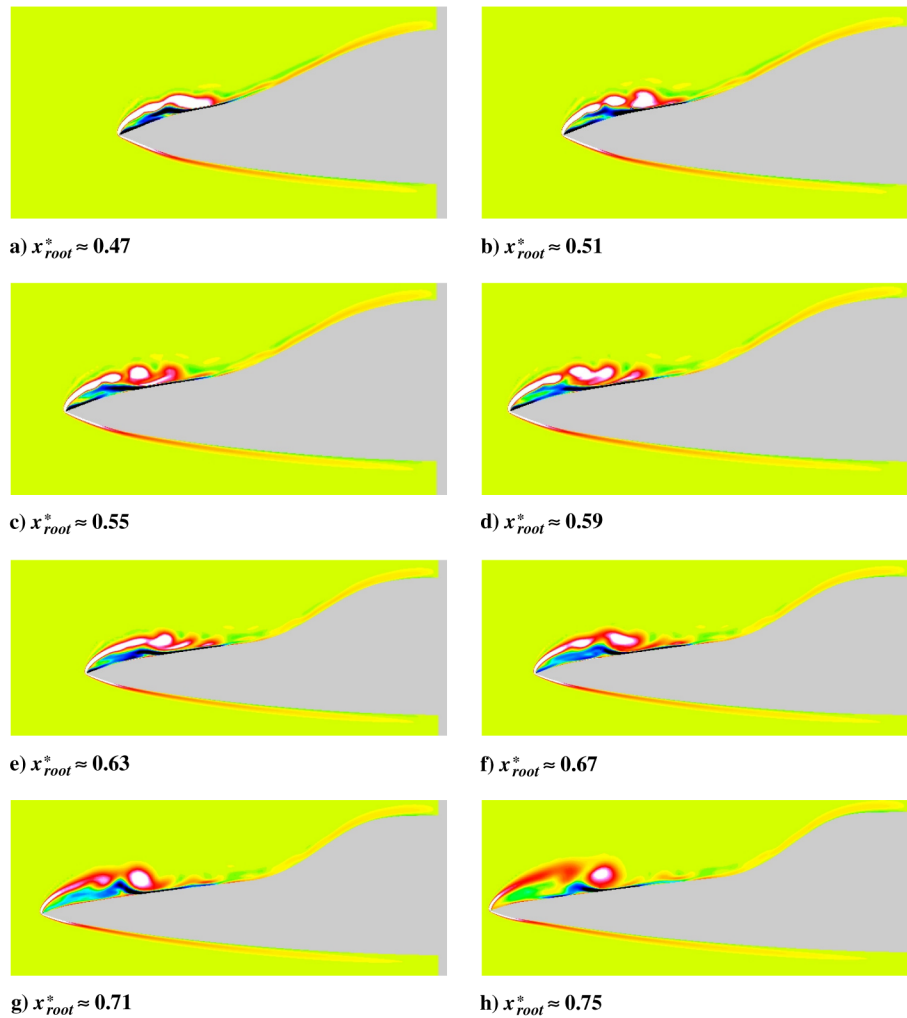 a) x*root ≈ 0.47
b) x*root ≈ 0.51
c) x*root ≈ 0.55
d) x*root ≈ 0.59
e) x*root ≈ 0.63
f) x*root ≈ 0.67
g) x*root ≈ 0.71
h) x*root ≈ 0.75